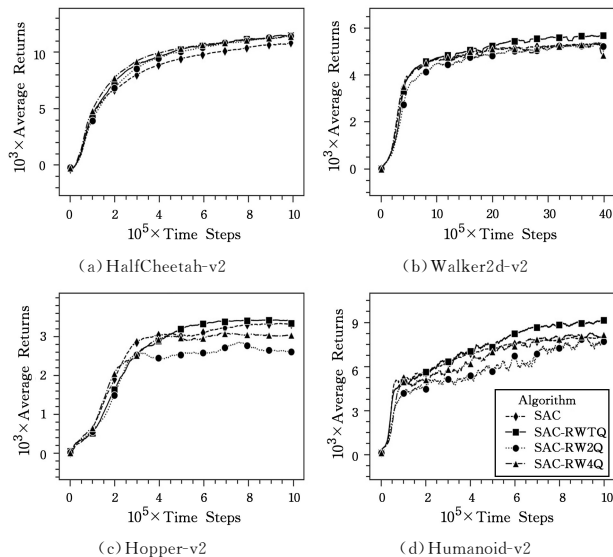 10³×Average Returns
10
5
0
0 2 4 6 8 10
10⁵×Time Steps
(a) HalfCheetah-v2
10³×Average Returns
6
4
2
0
0 10 20 30 40
10⁵×Time Steps
(b) Walker2d-v2
10³×Average Returns
3
2
1
0
0 2 4 6 8 10
10⁵×Time Steps
(c) Hopper-v2
10³×Average Returns
9
6
3
0
0 2 4 6 8 10
10⁵×Time Steps
Algorithm
SAC
SAC-RWTQ
SAC-RW2Q
SAC-RW4Q
(d) Humanoid-v2